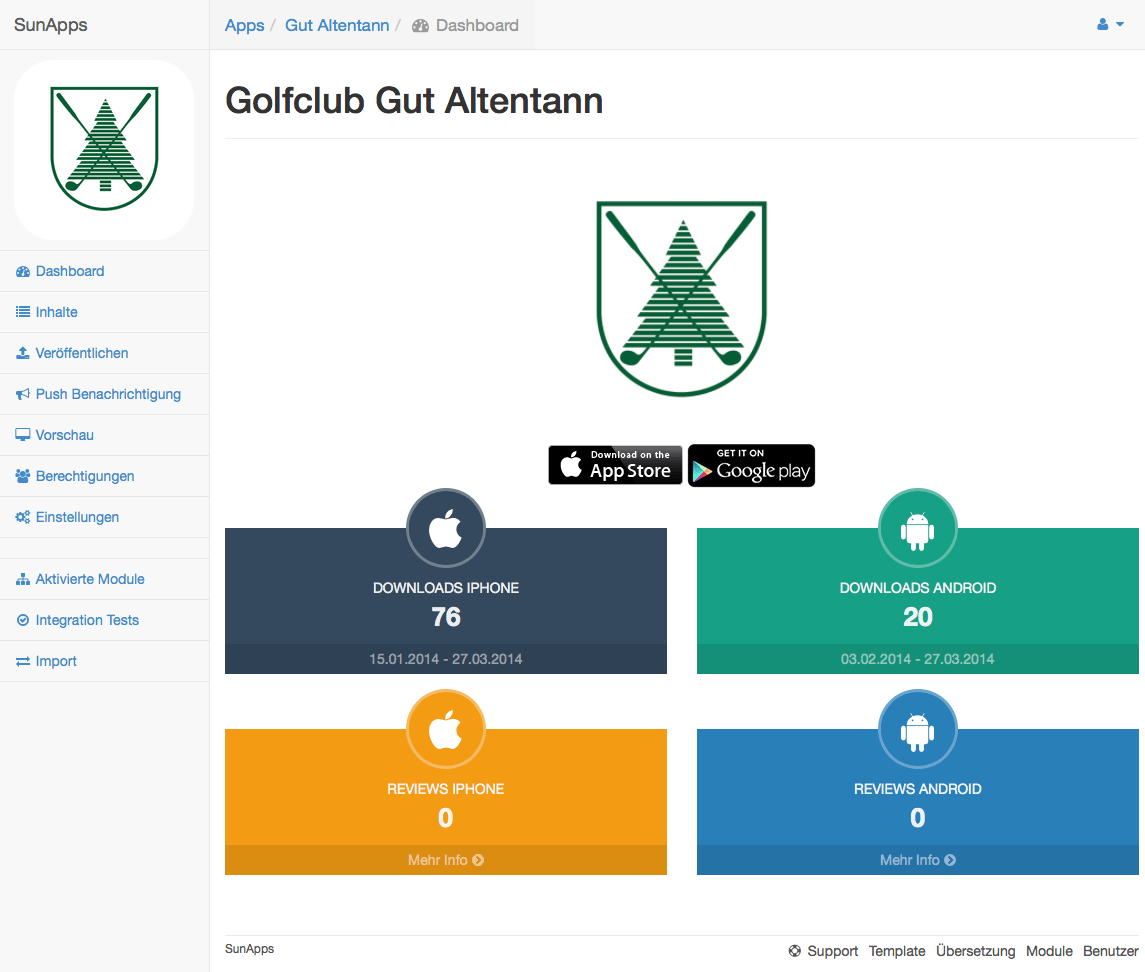 SunApps
Apps / Gut Altentann / Dashboard
Golfclub Gut Altentann
Dashboard
Inhalte
Veröffentlichen
Push Benachrichtigung
Vorschau
Berechtigungen
Einstellungen
Aktivierte Module
Integration Tests
Import
Download on the
App Store
GET IT ON
Google play
DOWNLOADS IPHONE
76
15.01.2014 - 27.03.2014
DOWNLOADS ANDROID
20
03.02.2014 - 27.03.2014
REVIEWS IPHONE
0
Mehr Info
REVIEWS ANDROID
0
Mehr Info
SunApps
Support Template Übersetzung Module Benutzer